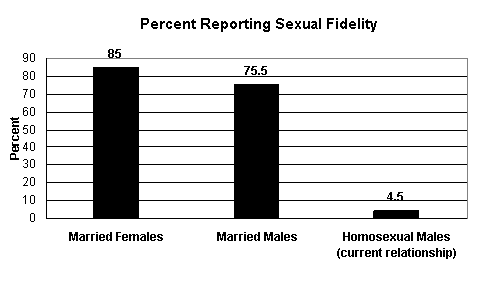 Percent Reporting Sexual Fidelity
85
75.5
4.5
Percent
90
80
70
60
50
40
30
20
10
0
Married Females
Married Males
Homosexual Males
(current relationship)